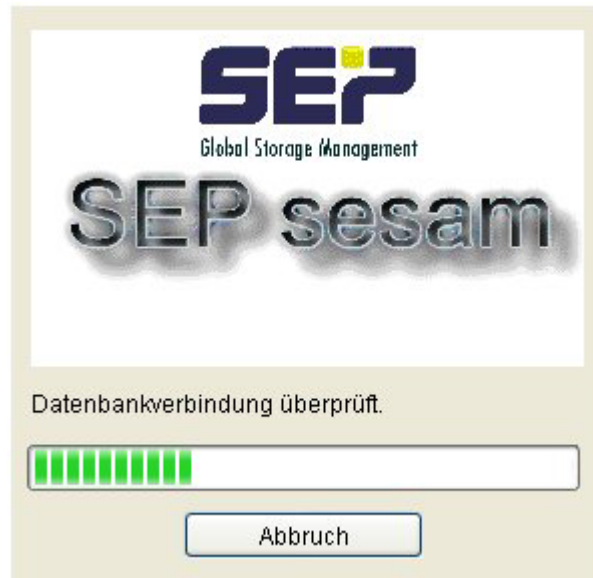 SEP
Global Storage Management
SEP sesam
Datenbankverbindung überprüft.
Abbruch